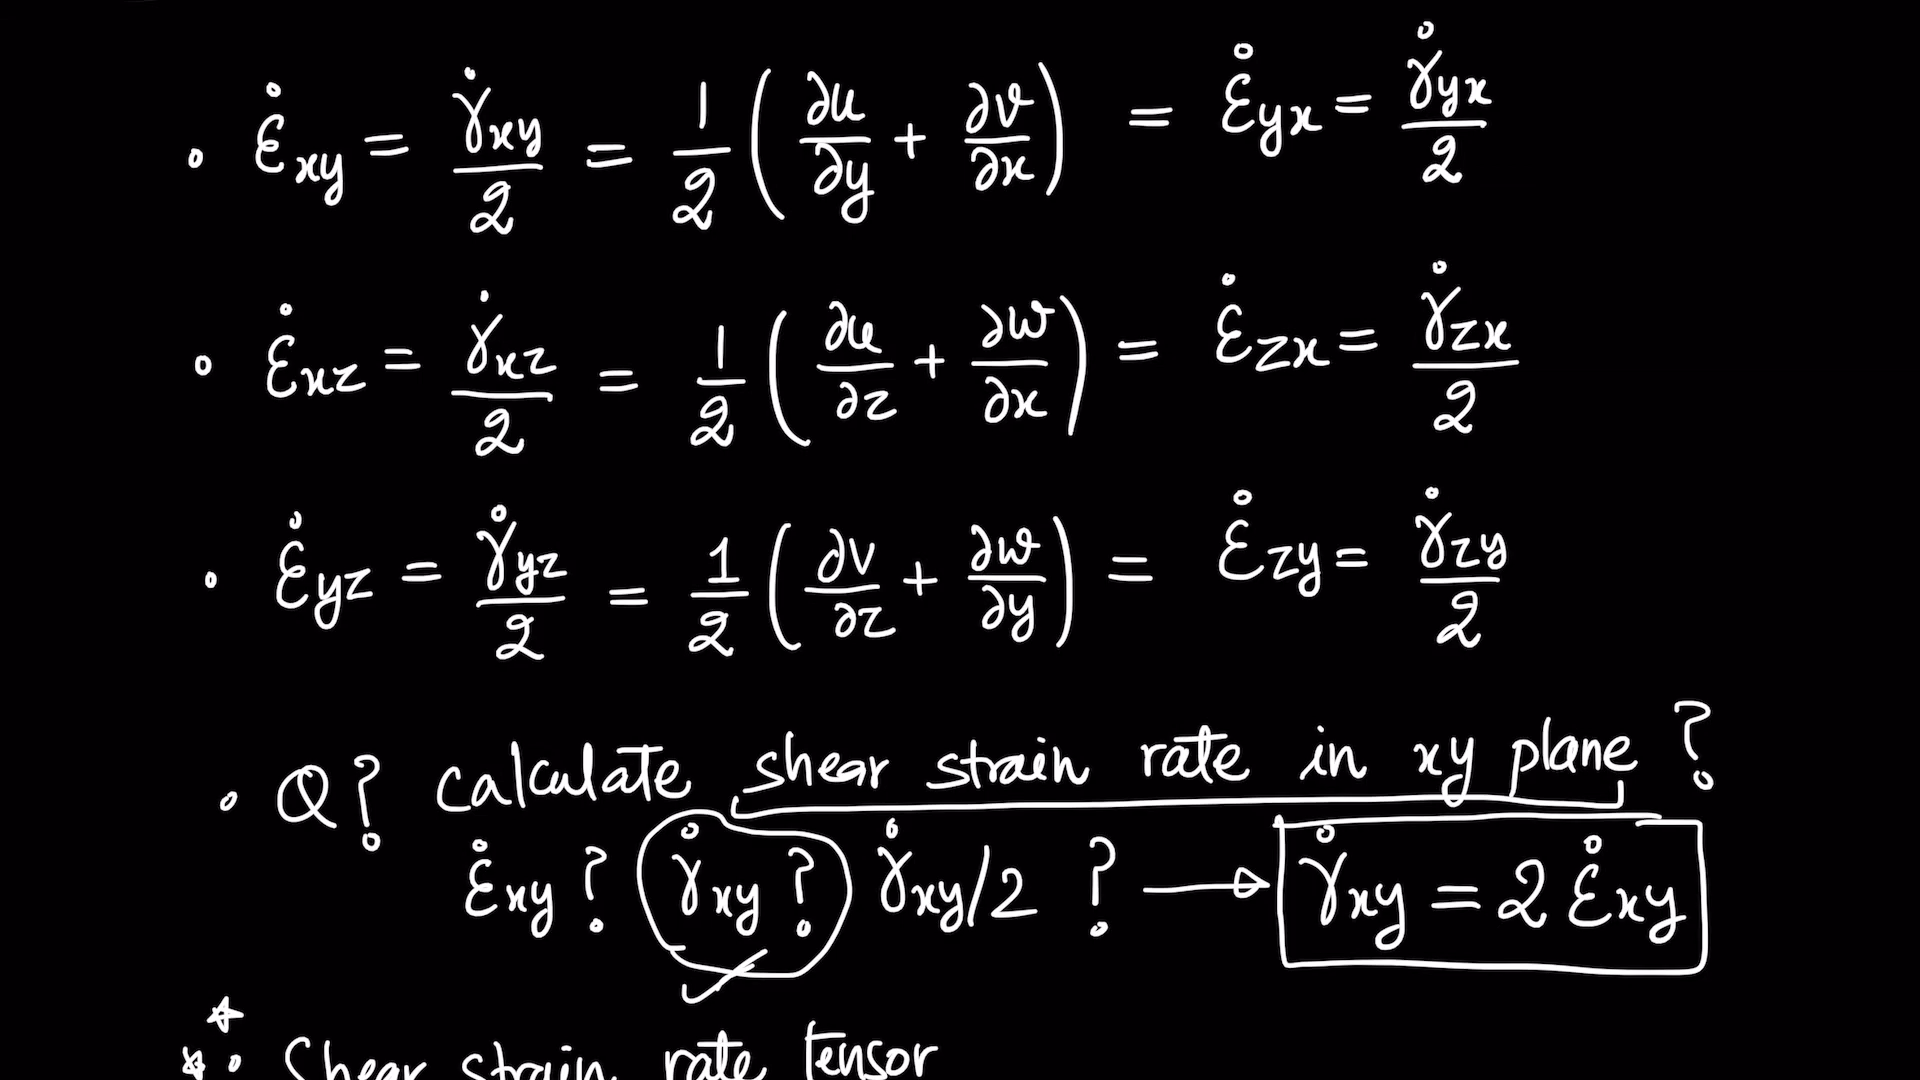 • ε̇xy = γ̇xy/2 = 1/2 (∂u/∂y + ∂v/∂x) = ε̇yx = γ̇yx/2
• ε̇xz = γ̇xz/2 = 1/2 (∂u/∂z + ∂w/∂x) = ε̇zx = γ̇zx/2
• ε̇yz = γ̇yz/2 = 1/2 (∂v/∂z + ∂w/∂y) = ε̇zy = γ̇zy/2
• Q? calculate shear strain rate in xy plane ?
ε̇xy ? γ̇xy ? γ̇xy/2 ? → γ̇xy = 2 ε̇xy
• Shear strain rate tensor